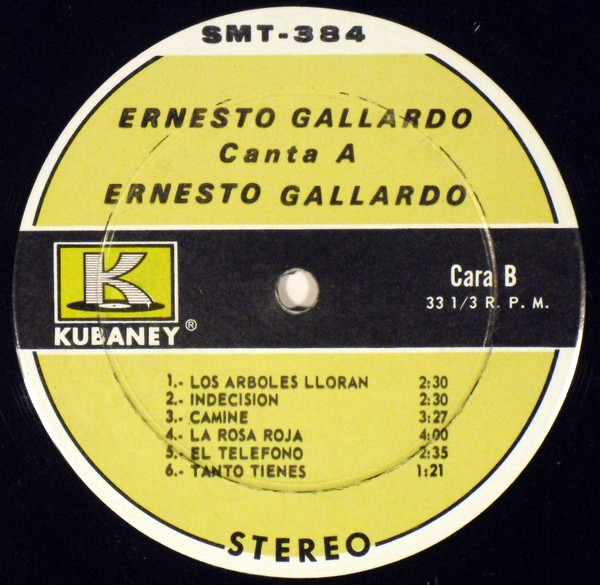 SMT-384
ERNESTO GALLARDO
Canta A
ERNESTO GALLARDO
K
KUBANEY®
Cara B
33 1/3 R. P. M.
1.- LOS ARBOLES LLORAN 2:30
2.- INDECISION 2:30
3.- CAMINE 3:27
4.- LA ROSA ROJA 4:00
5.- EL TELEFONO 2:35
6.- TANTO TIENES 1:21
STEREO